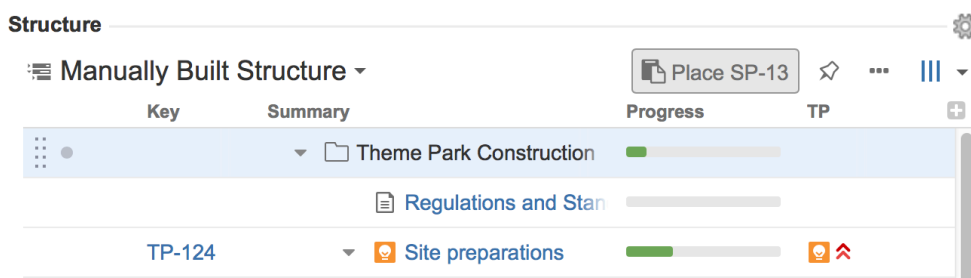 Structure
Manually Built Structure Place SP-13
Key Summary Progress TP
Theme Park Construction
Regulations and Stan
TP-124 Site preparations